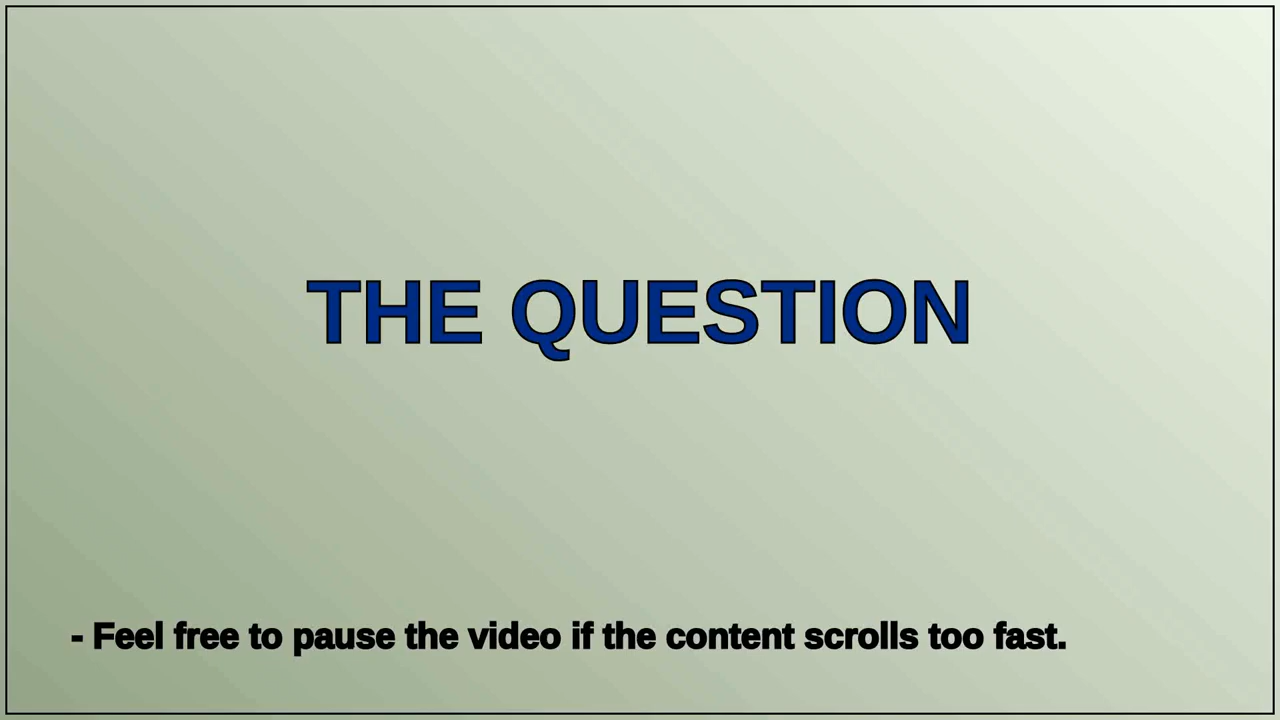 THE QUESTION
- Feel free to pause the video if the content scrolls too fast.